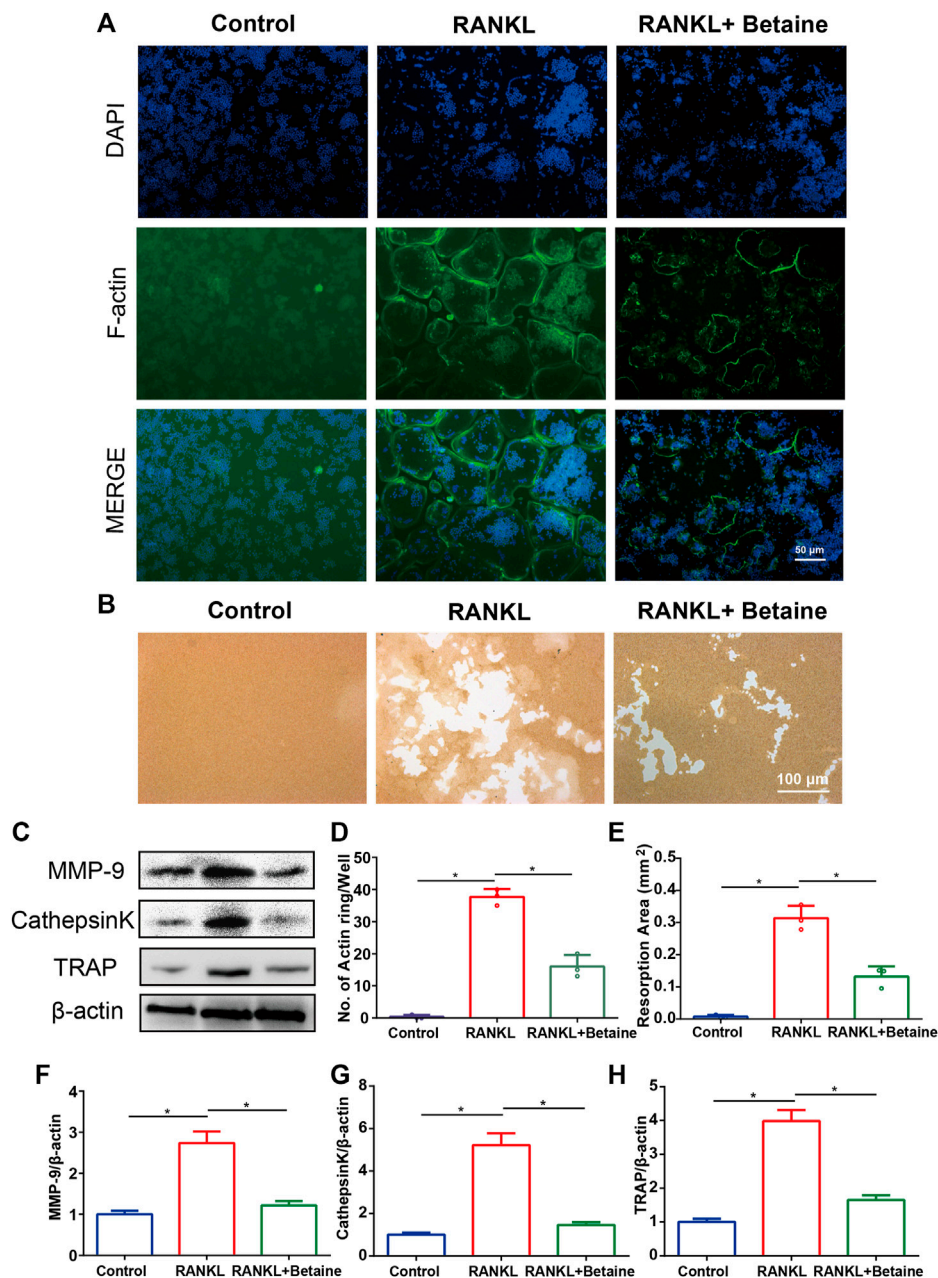 A
Control
RANKL
RANKL+ Betaine
DAPI
F-actin
MERGE
50 μm
B
Control
RANKL
RANKL+ Betaine
100 μm
C
MMP-9
CathepsinK
TRAP
β-actin
D
No. of Actin ring/Well
50
40
30
20
10
0
*
*
Control
RANKL
RANKL+Betaine
E
Resorption Area (mm²)
0.5
0.4
0.3
0.2
0.1
0.0
*
*
Control
RANKL
RANKL+Betaine
F
MMP-9/β-actin
4
3
2
1
0
*
*
Control
RANKL
RANKL+Betaine
G
CathepsinK/β-actin
8
6
4
2
0
*
*
Control
RANKL
RANKL+Betaine
H
TRAP/β-actin
5
4
3
2
1
0
*
*
Control
RANKL
RANKL+Betaine